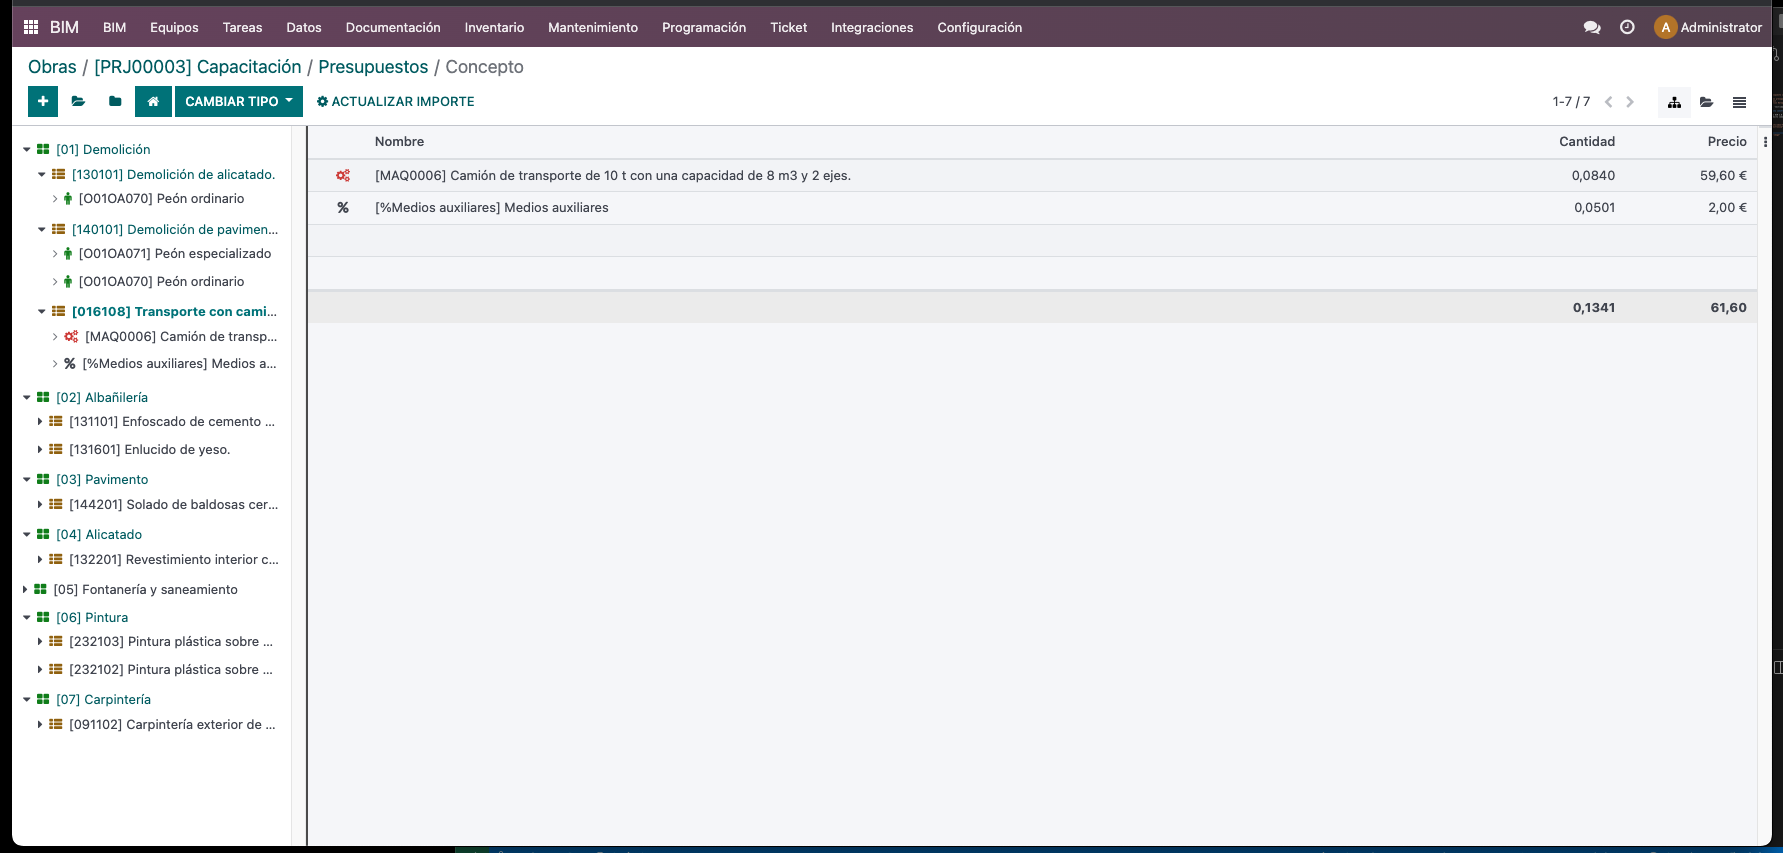 BIM BIM Equipos Tareas Datos Documentación Inventario Mantenimiento Programación Ticket Integraciones Configuración A Administrator
Obras / [PRJ00003] Capacitación / Presupuestos / Concepto
+ CAMBIAR TIPO ACTUALIZAR IMPORTE 1-7 / 7
[01] Demolición
[130101] Demolición de alicatado.
[O01OA070] Peón ordinario
[140101] Demolición de pavimen...
[O01OA071] Peón especializado
[O01OA070] Peón ordinario
[016108] Transporte con cami...
[MAQ0006] Camión de transp...
% [%Medios auxiliares] Medios a...
[02] Albañilería
[131101] Enfoscado de cemento ...
[131601] Enlucido de yeso.
[03] Pavimento
[144201] Solado de baldosas cer...
[04] Alicatado
[132201] Revestimiento interior c...
[05] Fontanería y saneamiento
[06] Pintura
[232103] Pintura plástica sobre ...
[232102] Pintura plástica sobre ...
[07] Carpintería
[091102] Carpintería exterior de ...
Nombre Cantidad Precio
[MAQ0006] Camión de transporte de 10 t con una capacidad de 8 m3 y 2 ejes. 0,0840 59,60 €
% [%Medios auxiliares] Medios auxiliares 0,0501 2,00 €
0,1341 61,60